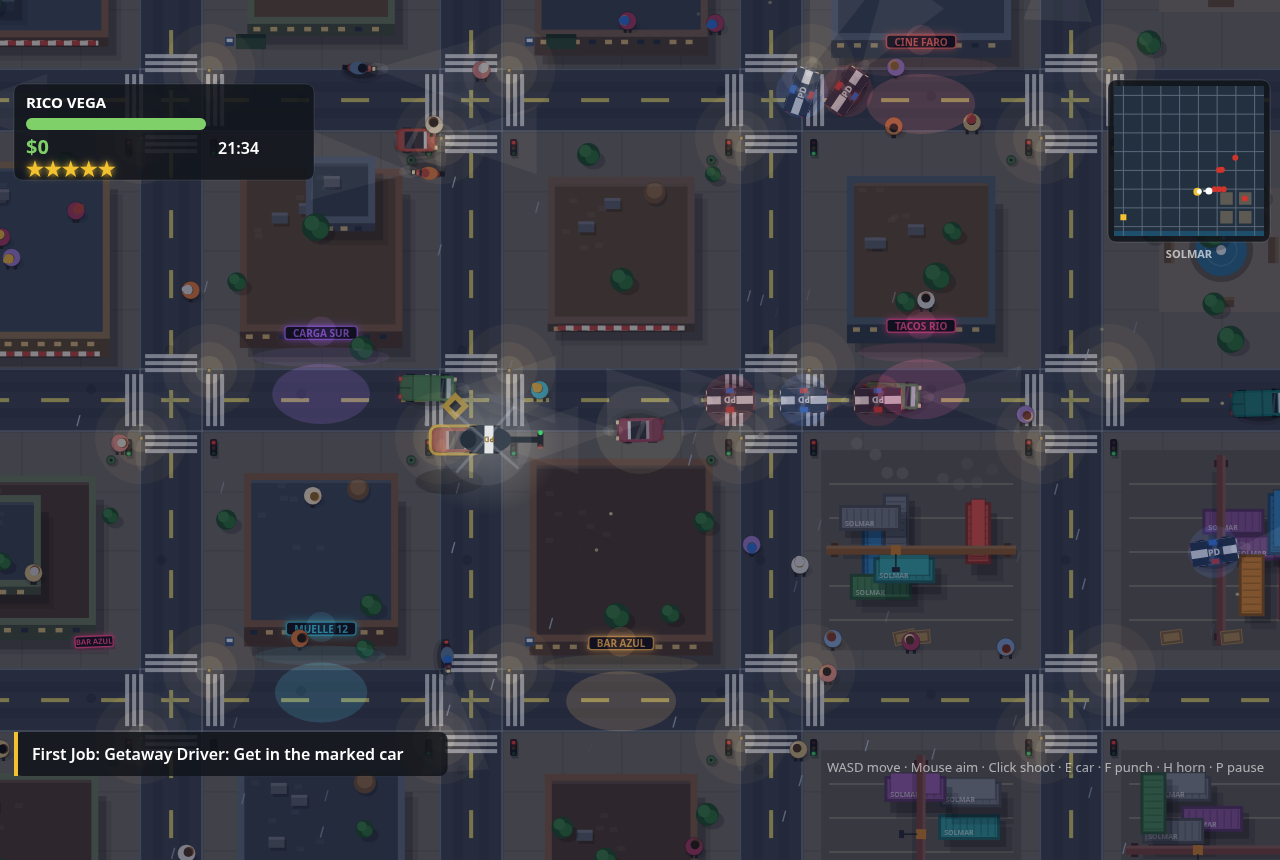 CINE FARO
PD
PD
RICO VEGA
$0
21:34
SOLMAR
CARGA SUR
TACOS RIO
PD
PD
PD
PD
SOLMAR
SOLMAR
SOLMAR
SOLMAR
PD
MUELLE 12
BAR AZUL
BAR AZUL
First Job: Getaway Driver: Get in the marked car
WASD move · Mouse aim · Click shoot · E car · F punch · H horn · P pause
SOLMAR